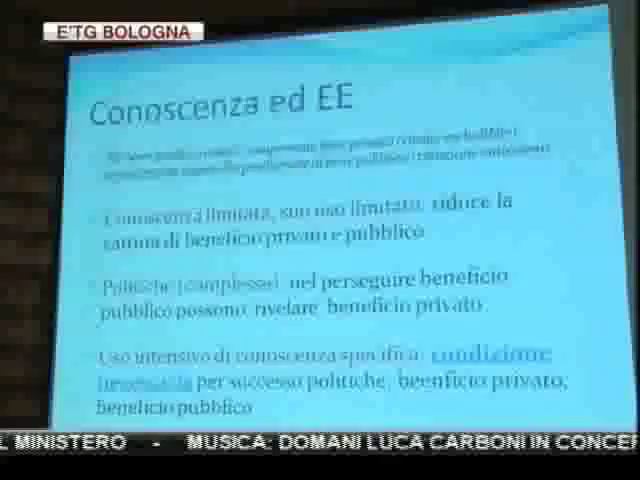 E'TG BOLOGNA
Conoscenza ed EE
Conoscenza limitata, suo uso limitato, riduce la
cattura di beneficio privato e pubblico
Politiche (complesse) nel perseguire beneficio
pubblico possono rivelare beneficio privato
Uso intensivo di conoscenza specifica: condizione
necessaria per successo politiche, beenficio privato,
beneficio pubblico
L MINISTERO - MUSICA: DOMANI LUCA CARBONI IN CONCER